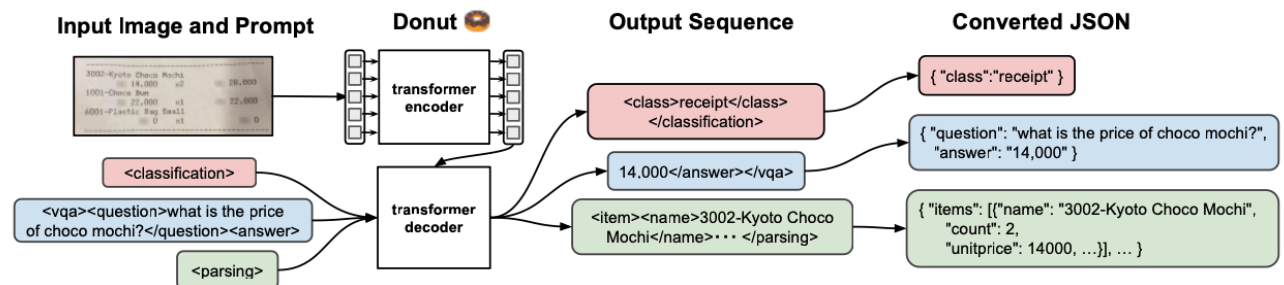 Input Image and Prompt
Donut 🍩
Output Sequence
Converted JSON
3002-Kyoto Choco Mochi
14,000 x2 20,000
1001-Choco Bun
22,000 x1 22,000
6001-Plastic Bag Small
0 x1 0
transcriptformer
encoder
<classification>
<vqa><question>what is the price
of choco mochi?</question><answer>
<parsing>
transformer
decoder
<class>receipt</class>
</classification>
14,000</answer></vqa>
<item><name>3002-Kyoto Choco
Mochi</name>··· </parsing>
{ "class":"receipt" }
{ "question": "what is the price of choco mochi?",
"answer": "14,000" }
{ "items": [{"name": "3002-Kyoto Choco Mochi",
"count": 2,
"unitprice": 14000, …}], … }